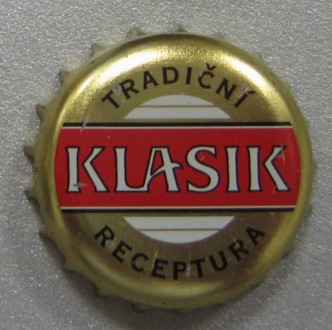 TRADIČNÍ
KLASIK
RECEPTURA